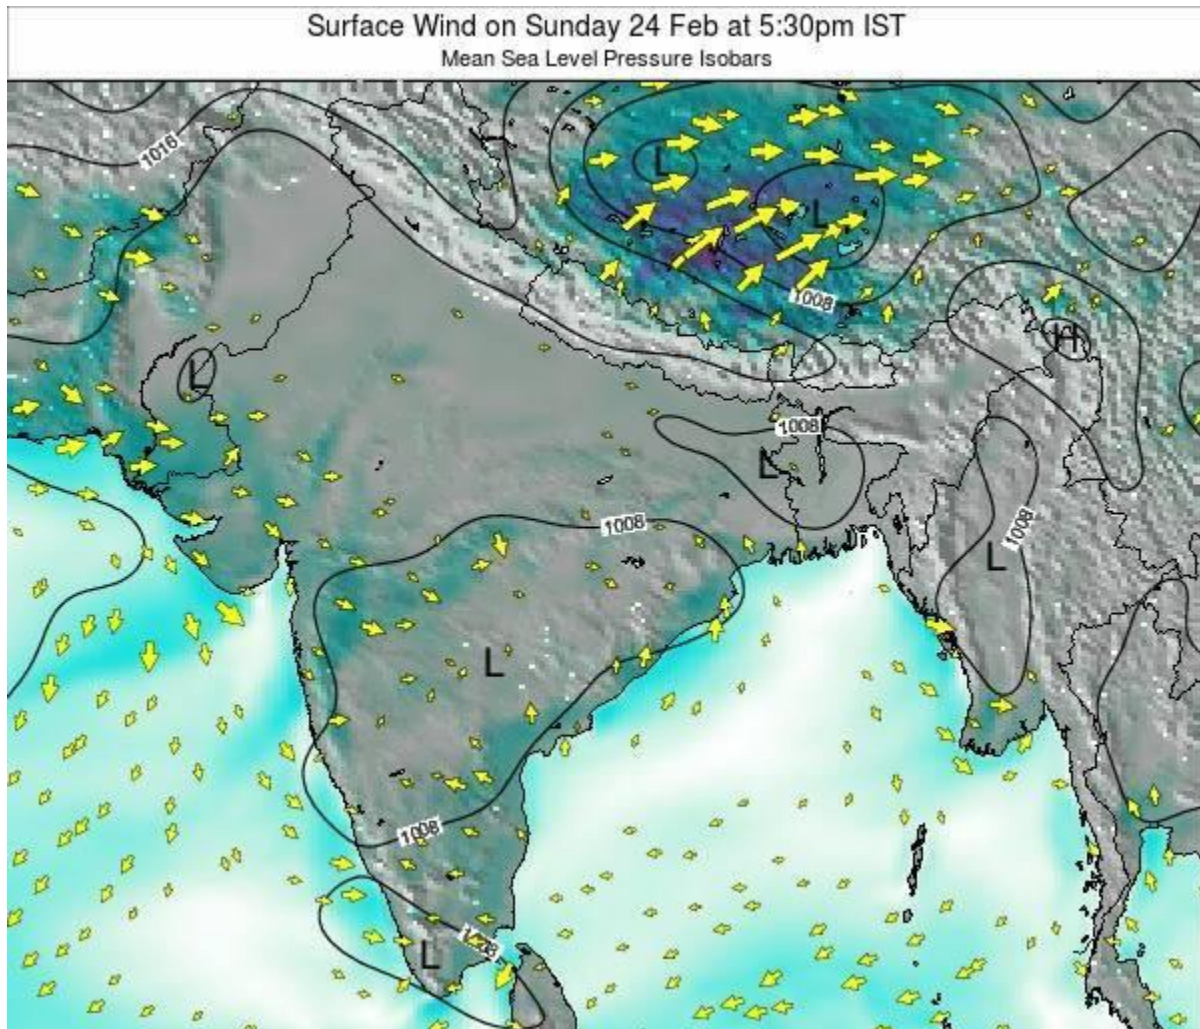 Surface Wind on Sunday 24 Feb at 5:30pm IST
Mean Sea Level Pressure Isobars
1016
L
L
1008
H
L
1008
L
1008
1008
L
L
1008
L